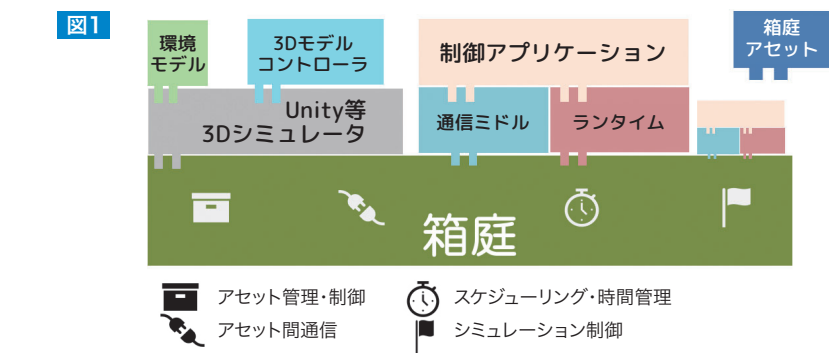 図1
環境
モデル
3Dモデル
コントローラ
制御アプリケーション
箱庭
アセット
Unity等
3Dシミュレータ
通信ミドル
ランタイム
箱庭
アセット管理・制御
スケジューリング・時間管理
アセット間通信
シミュレーション制御